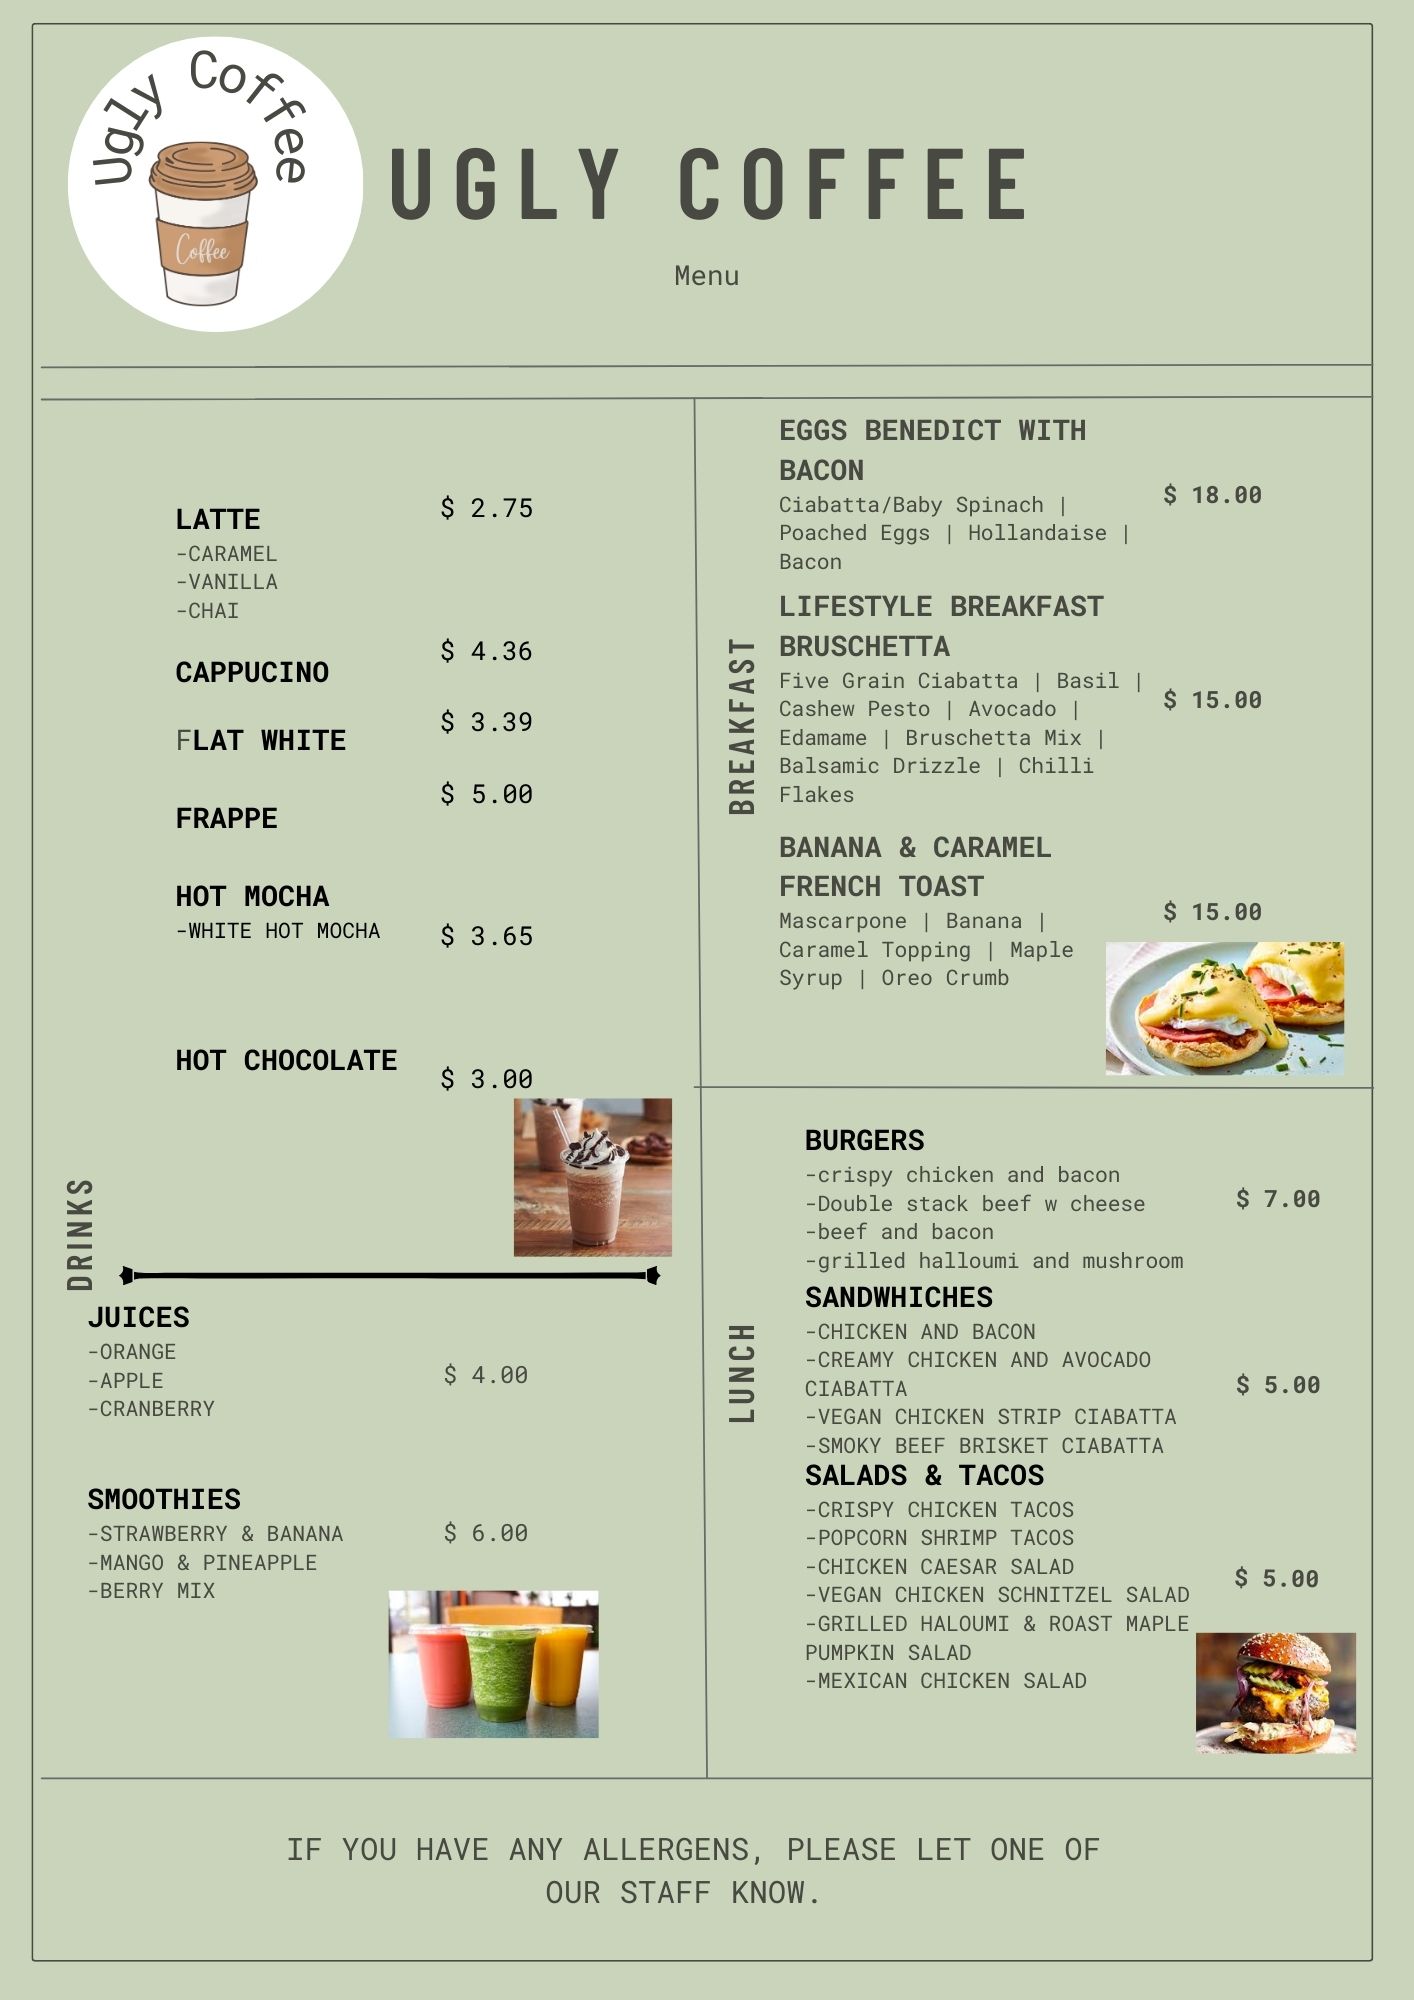 Ugly Coffee
Coffee
UGLY COFFEE
Menu
DRINKS
LATTE
$ 2.75
-CARAMEL
-VANILLA
-CHAI
CAPPUCINO
$ 4.36
FLAT WHITE
$ 3.39
FRAPPE
$ 5.00
HOT MOCHA
-WHITE HOT MOCHA
$ 3.65
HOT CHOCOLATE
$ 3.00
JUICES
-ORANGE
-APPLE
$ 4.00
-CRANBERRY
SMOOTHIES
-STRAWBERRY & BANANA
$ 6.00
-MANGO & PINEAPPLE
-BERRY MIX
BREAKFAST
EGGS BENEDICT WITH
BACON
$ 18.00
Ciabatta/Baby Spinach |
Poached Eggs | Hollandaise |
Bacon
LIFESTYLE BREAKFAST
BRUSCHETTA
Five Grain Ciabatta | Basil |
$ 15.00
Cashew Pesto | Avocado |
Edamame | Bruschetta Mix |
Balsamic Drizzle | Chilli
Flakes
BANANA & CARAMEL
FRENCH TOAST
$ 15.00
Mascarpone | Banana |
Caramel Topping | Maple
Syrup | Oreo Crumb
LUNCH
BURGERS
-crispy chicken and bacon
-Double stack beef w cheese
$ 7.00
-beef and bacon
-grilled halloumi and mushroom
SANDWHICHES
-CHICKEN AND BACON
-CREAMY CHICKEN AND AVOCADO
CIABATTA
$ 5.00
-VEGAN CHICKEN STRIP CIABATTA
-SMOKY BEEF BRISKET CIABATTA
SALADS & TACOS
-CRISPY CHICKEN TACOS
-POPCORN SHRIMP TACOS
-CHICKEN CAESAR SALAD
$ 5.00
-VEGAN CHICKEN SCHNITZEL SALAD
-GRILLED HALOUMI & ROAST MAPLE
PUMPKIN SALAD
-MEXICAN CHICKEN SALAD
IF YOU HAVE ANY ALLERGENS, PLEASE LET ONE OF
OUR STAFF KNOW.